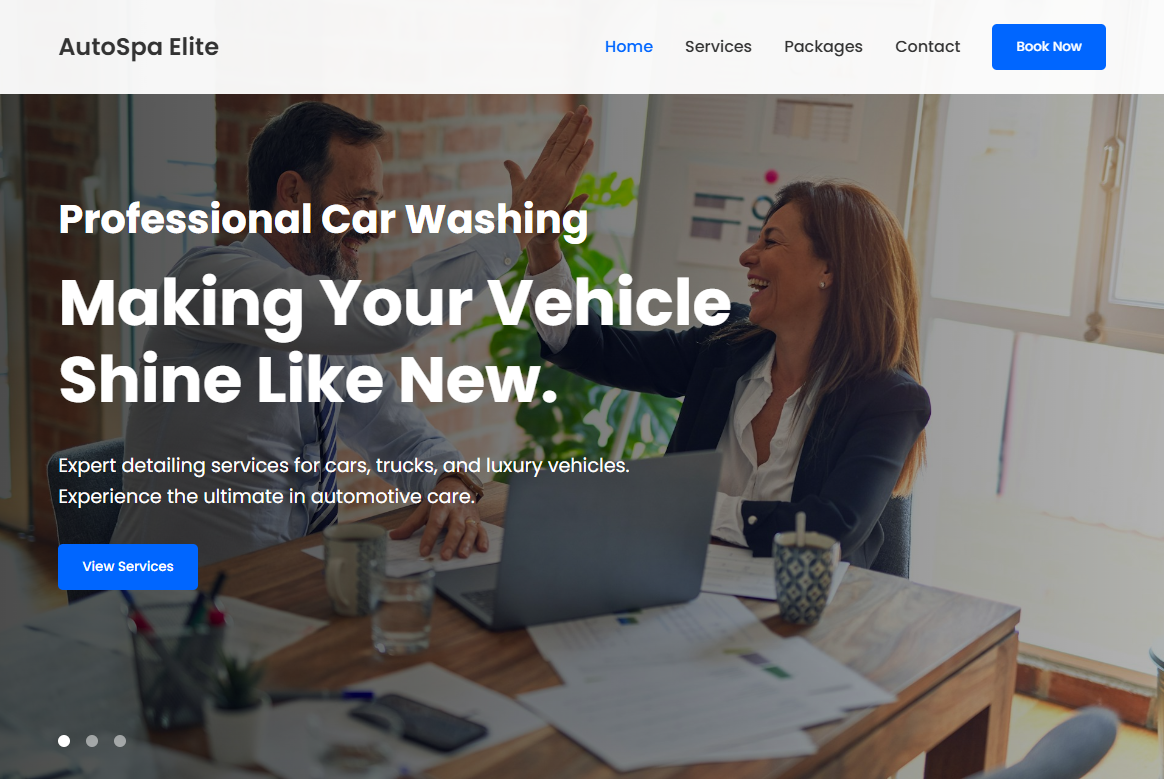 AutoSpa Elite
Home Services Packages Contact Book Now
Professional Car Washing
Making Your Vehicle
Shine Like New.
Expert detailing services for cars, trucks, and luxury vehicles.
Experience the ultimate in automotive care.
View Services